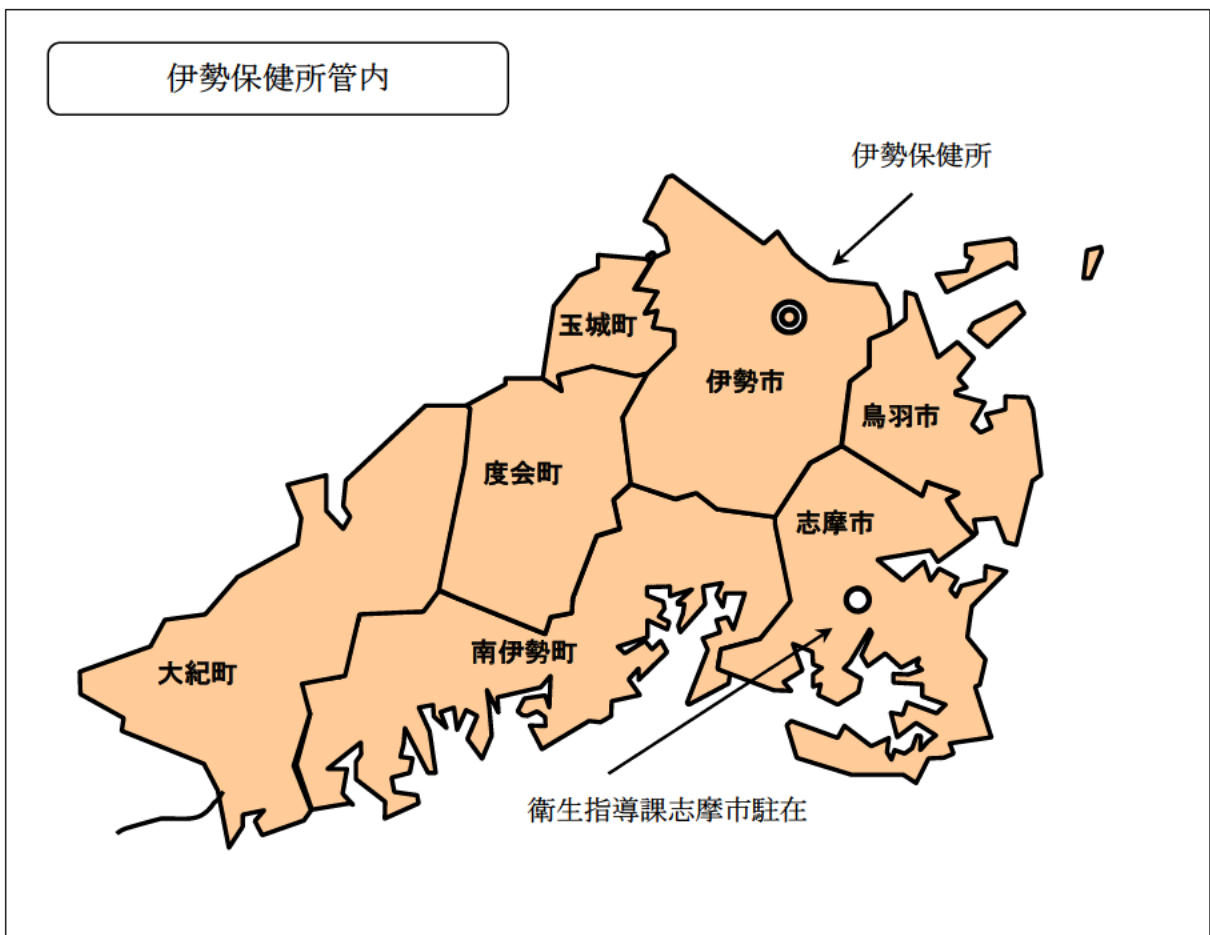 伊勢保健所管内
伊勢保健所
玉城町
伊勢市
鳥羽市
度会町
志摩市
南伊勢町
大紀町
衛生指導課志摩市駐在